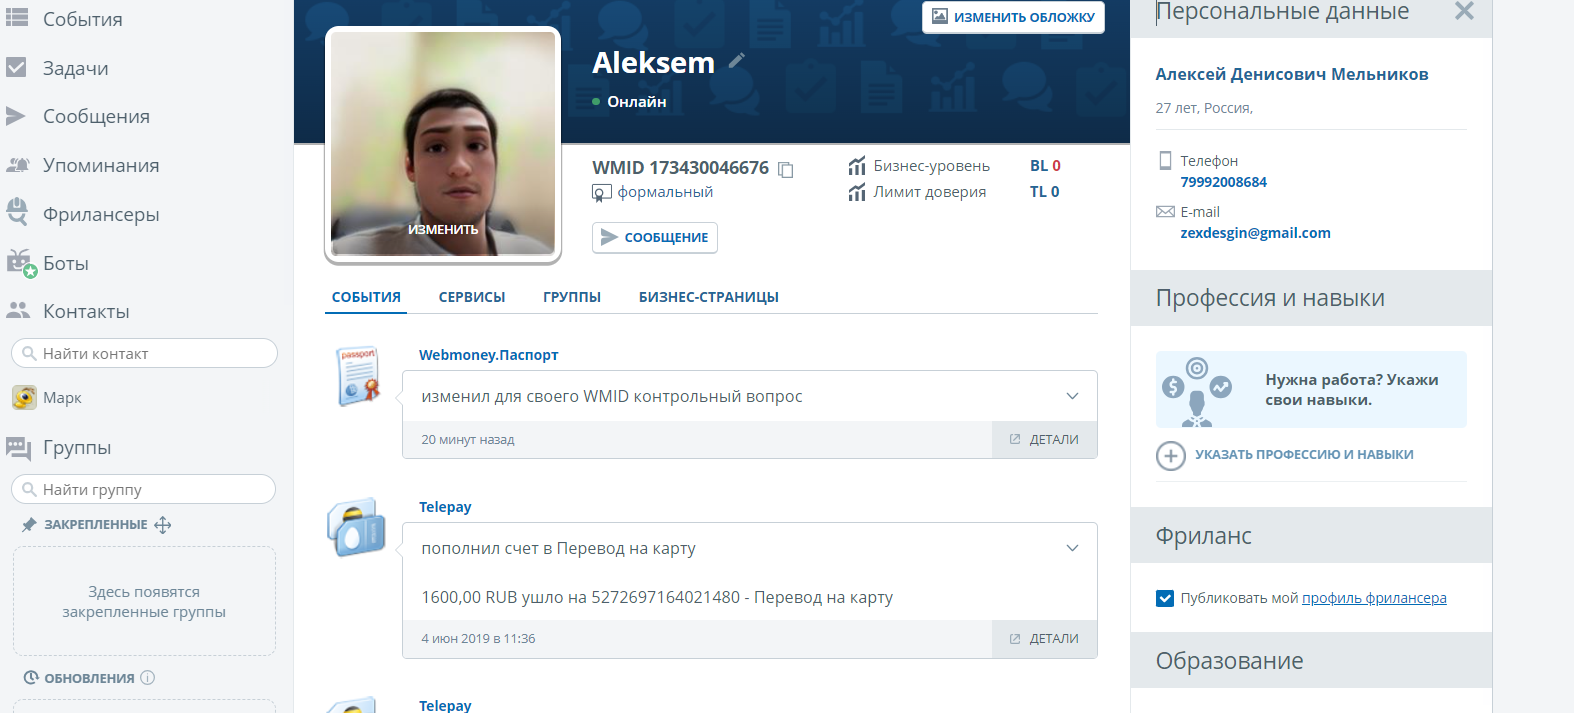 События
Задачи
Сообщения
Упоминания
Фрилансеры
Боты
Контакты
Найти контакт
Марк
Группы
Найти группу
ЗАКРЕПЛЕННЫЕ
Здесь появятся
закрепленные группы
ОБНОВЛЕНИЯ
ИЗМЕНИТЬ ОБЛОЖКУ
Aleksem
Онлайн
ИЗМЕНИТЬ
WMID 173430046676
формальный
Бизнес-уровень BL 0
Лимит доверия TL 0
СООБЩЕНИЕ
СОБЫТИЯ СЕРВИСЫ ГРУППЫ БИЗНЕС-СТРАНИЦЫ
passport
Webmoney.Паспорт
изменил для своего WMID контрольный вопрос
20 минут назад ДЕТАЛИ
Telepay
пополнил счет в Перевод на карту
1600,00 RUB ушло на 5272697164021480 - Перевод на карту
4 июн 2019 в 11:36 ДЕТАЛИ
Telepay
Персональные данные
Алексей Денисович Мельников
27 лет, Россия,
Телефон
79992008684
E-mail
zexdesgin@gmail.com
Профессия и навыки
Нужна работа? Укажи
свои навыки.
УКАЗАТЬ ПРОФЕССИЮ И НАВЫКИ
Фриланс
Публиковать мой профиль фрилансера
Образование